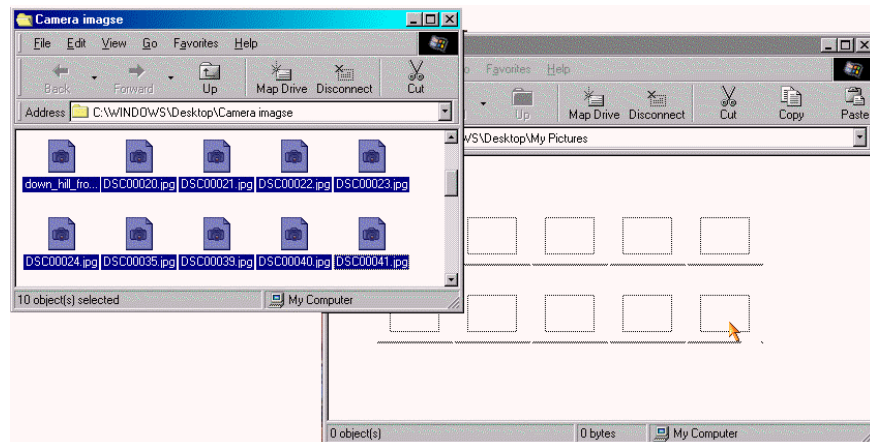 Camera imagse
File Edit View Go Favorites Help
Back Forward Up Map Drive Disconnect Cut
Address C:\WINDOWS\Desktop\Camera imagse
down_hill_fro... DSC00020.jpg DSC00021.jpg DSC00022.jpg DSC00023.jpg
DSC00024.jpg DSC00035.jpg DSC00039.jpg DSC00040.jpg DSC00041.jpg
10 object(s) selected My Computer
o Favorites Help
Up Map Drive Disconnect Cut Copy Paste
WS\Desktop\My Pictures
0 object(s) 0 bytes My Computer